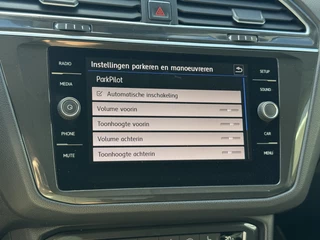 RADIO
MEDIA
PHONE
MUTE
Instellingen parkeren en manoeuvreren
ParkPilot
Automatische inschakeling
Volume voorin
Toonhoogte voorin
Volume achterin
Toonhoogte achterin
SETUP
SOUND
CAR
MENU